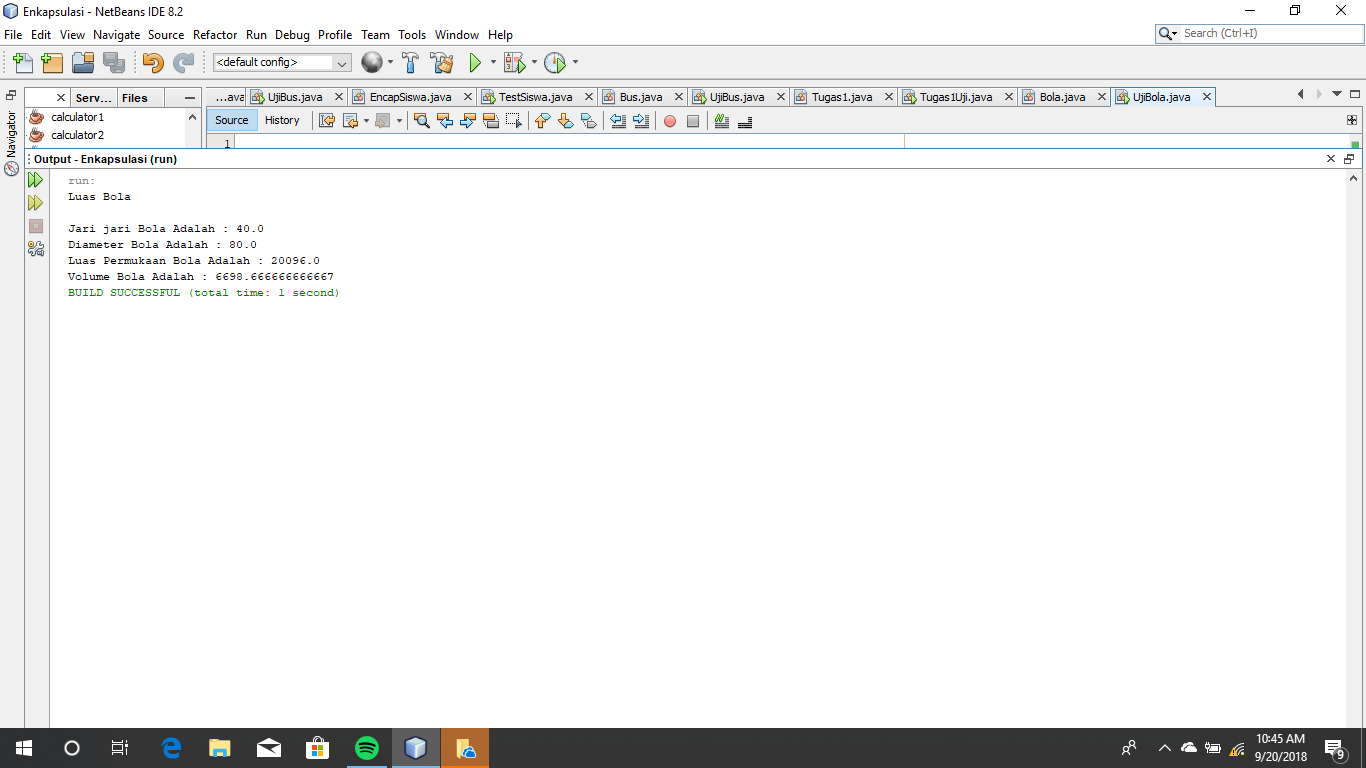 Enkapsulasi - NetBeans IDE 8.2
File Edit View Navigate Source Refactor Run Debug Profile Team Tools Window Help
Search (Ctrl+I)
<default config>
Serv... Files
...ava UjiBus.java EncapSiswa.java TestSiswa.java Bus.java UjiBus.java Tugas1.java Tugas1Uji.java Bola.java UjiBola.java
Navigator
calculator1
calculator2
Source History
1
Output - Enkapsulasi (run)
run:
Luas Bola
Jari jari Bola Adalah : 40.0
Diameter Bola Adalah : 80.0
Luas Permukaan Bola Adalah : 20096.0
Volume Bola Adalah : 6698.666666666667
BUILD SUCCESSFUL (total time: 1 second)
10:45 AM
9/20/2018
9